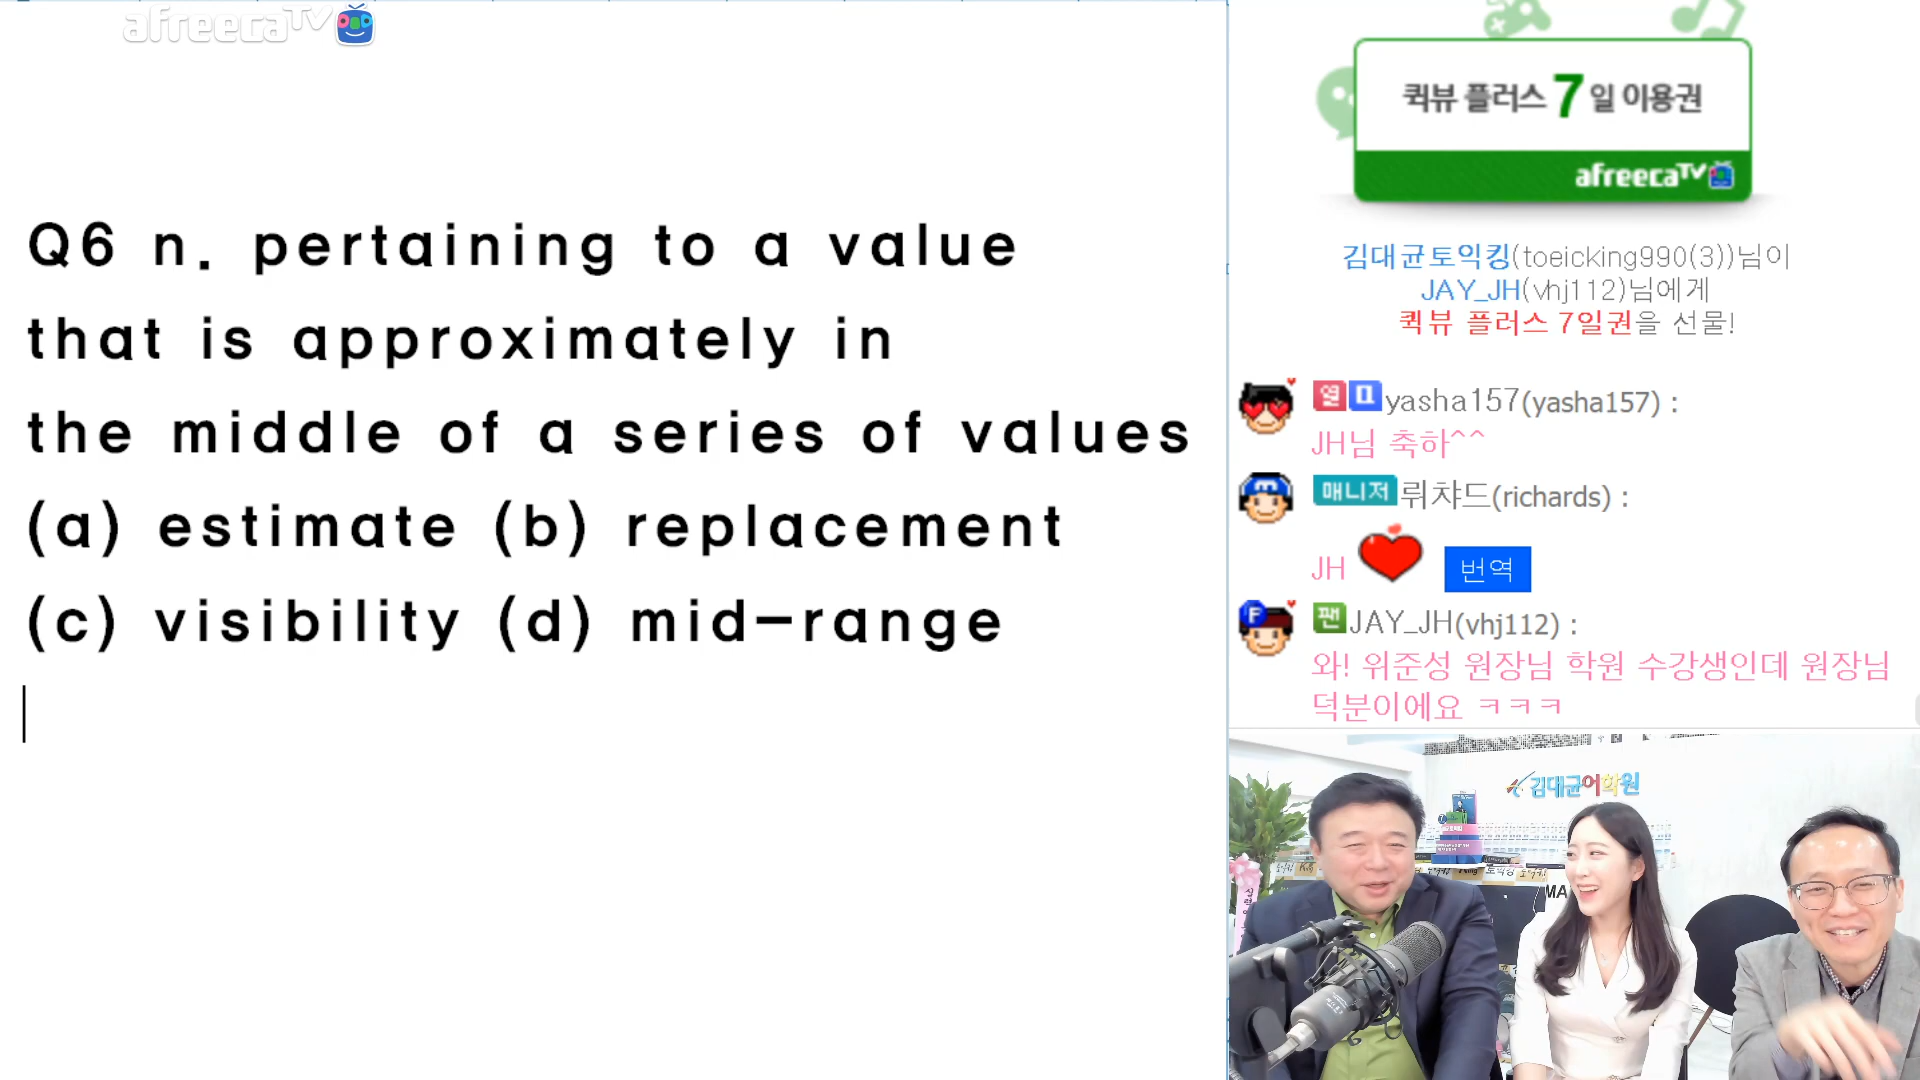 afreecaTV
Q6 n. pertaining to a value
that is approximately in
the middle of a series of values
(a) estimate (b) replacement
(c) visibility (d) mid-range
퀵뷰 플러스 7일 이용권
afreecaTV
김대균토익킹(toeicking990(3))님이
JAY_JH(vhj112)님에게
퀵뷰 플러스 7일권을 선물!
열 yasha157(yasha157) :
JH님 축하^^
매니저 뤼챠드(richards) :
JH 번역
F
팬 JAY_JH(vhj112) :
와! 위준성 원장님 학원 수강생인데 원장님
덕분이에요 ㅋㅋㅋ
김대균어학원
MA